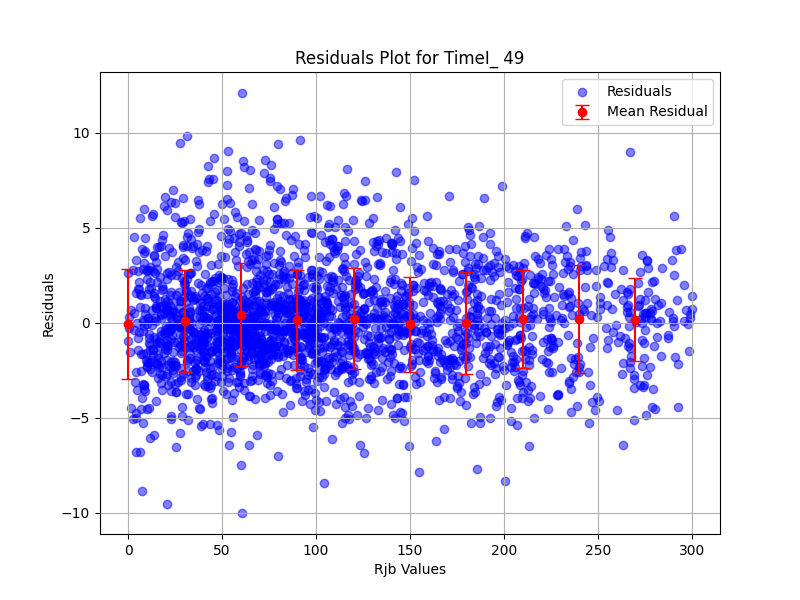 Residuals Plot for TimeI_ 49
Residuals
Mean Residual
10
5
0
−5
−10
Residuals
0 50 100 150 200 250 300
Rjb Values